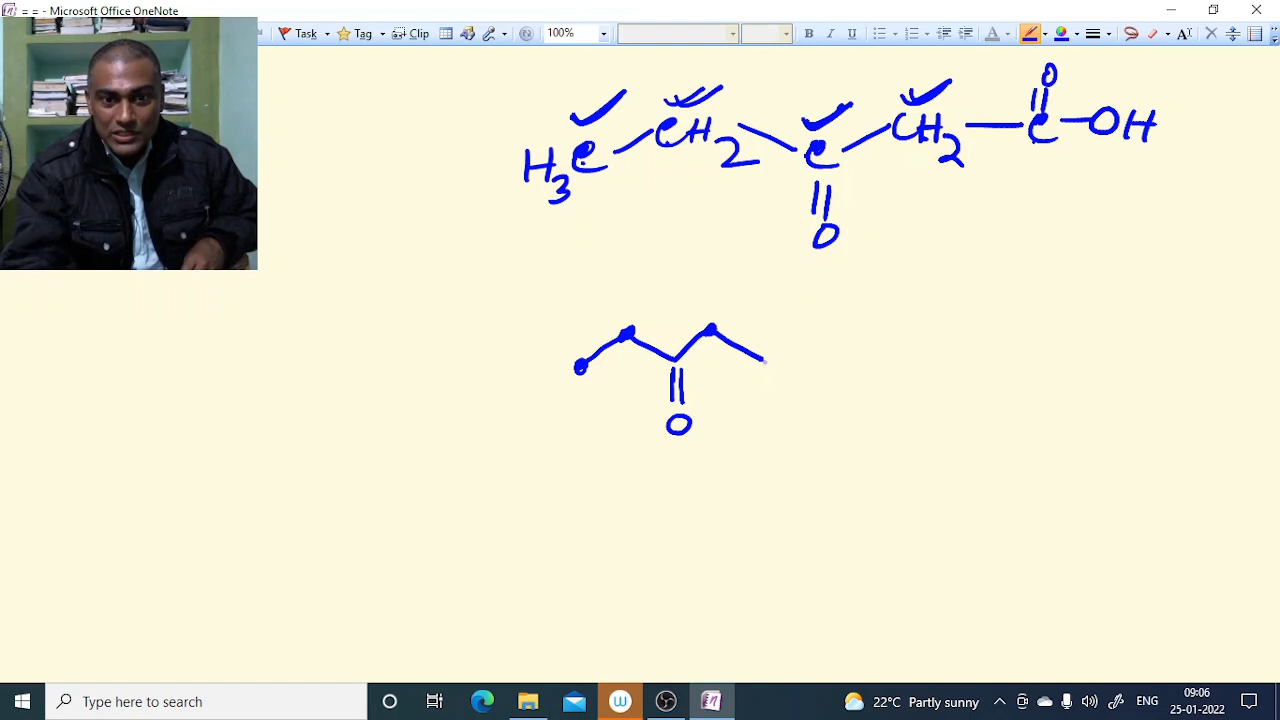 = = - Microsoft Office OneNote
Task Tag Clip 100% B I U
O
H3C CH2 C CH2 C OH
O
O
Type here to search
22°C Partly sunny ENG 09:06
25-01-2022